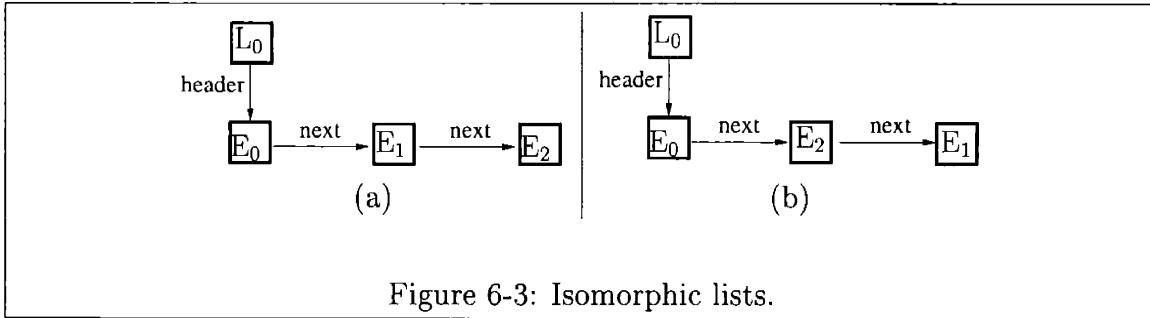 L₀ L₀
header header
E₀ next E₁ next E₂ E₀ next E₂ next E₁
(a) (b)
Figure 6-3: Isomorphic lists.